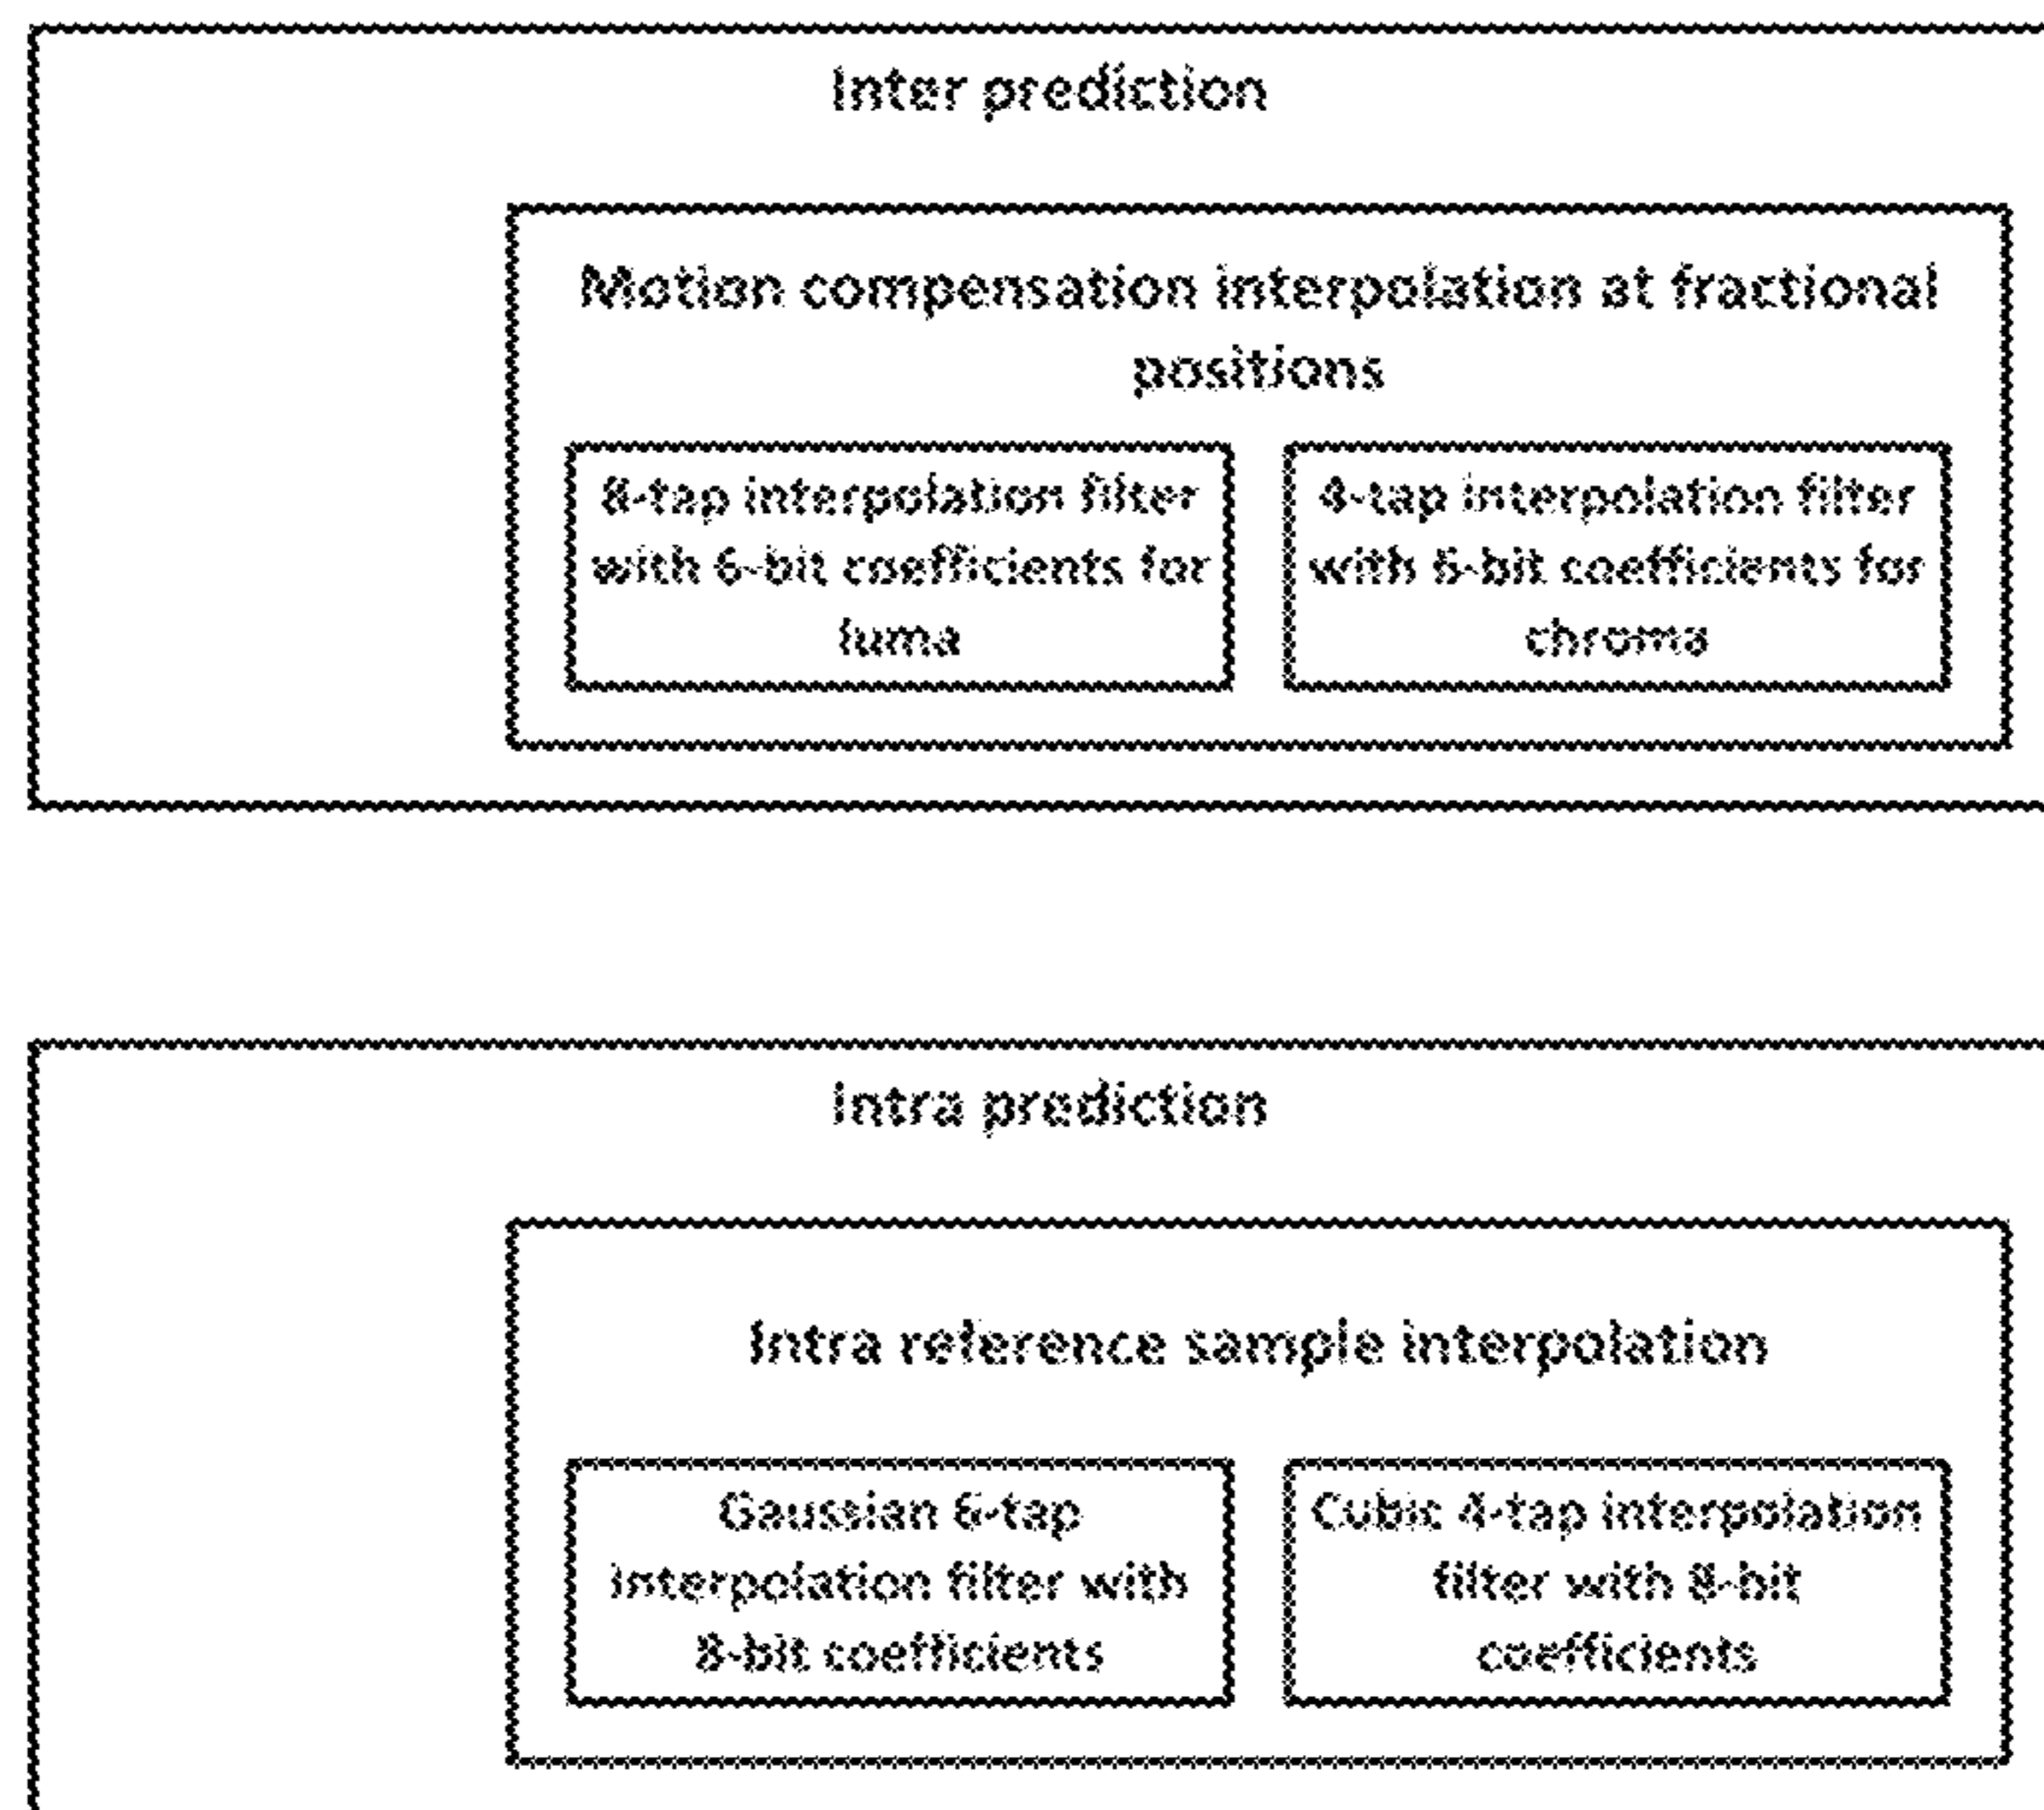 Inter prediction
Motion compensation interpolation at fractional
positions
8-tap interpolation filter
with 6-bit coefficients for
luma
4-tap interpolation filter
with 6-bit coefficients for
chroma
Intra prediction
Intra reference sample interpolation
Gaussian 6-tap
interpolation filter with
8-bit coefficients
Cubic 4-tap interpolation
filter with 8-bit
coefficients